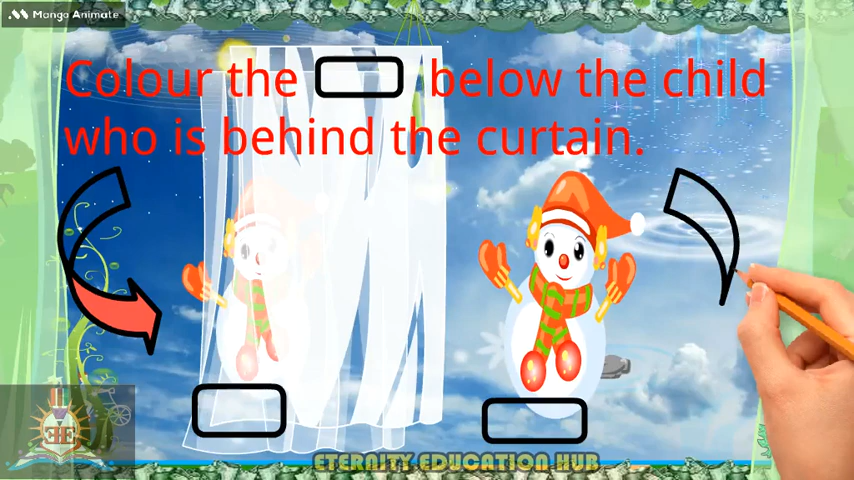 Manga Animate
Colour the below the child
who is behind the curtain.
ETERNITY EDUCATION HUB